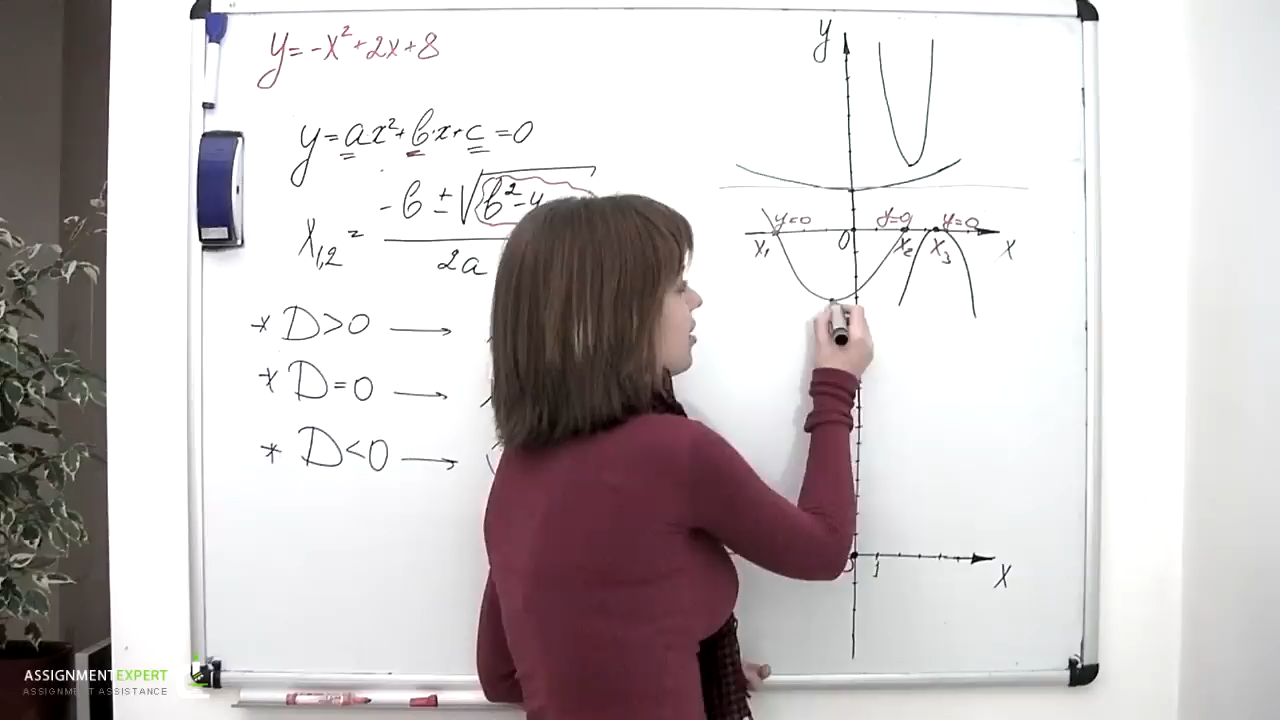 y=-x²+2x+8
y=ax²+b·x+c=0
x₁,₂= -b±√b²-4
2a
* D>0 →
* D=0 →
* D<0 →
y
y=0 y=0 y=0
x₁ 0 x₂ x₃ x
1 x
ASSIGNMENT EXPERT
ASSIGNMENT ASSISTANCE